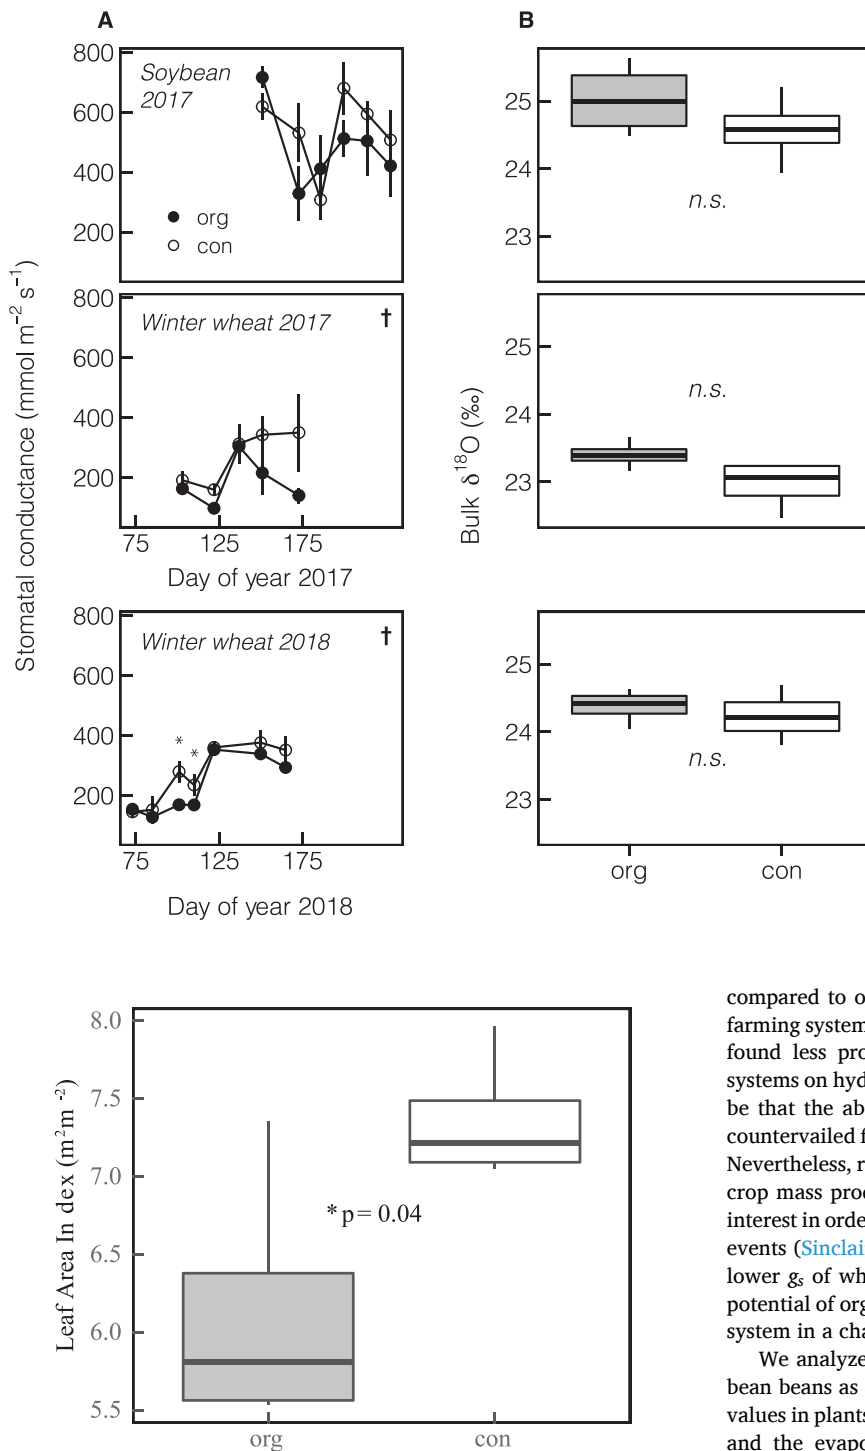 A
B
Stomatal conductance (mmol m⁻² s⁻¹)
800
600
400
200
Soybean
2017
org
con
Bulk δ¹⁸O (‰)
25
24
23
n.s.
800
600
400
200
Winter wheat 2017
†
75
125
175
Day of year 2017
25
24
23
n.s.
800
600
400
200
Winter wheat 2018
†
*
*
75
125
175
Day of year 2018
25
24
23
n.s.
org
con
Leaf Area In dex (m²m⁻²)
8.0
7.5
7.0
6.5
6.0
5.5
* p= 0.04
org
con
compared to o
farming system
found less pro
systems on hyd
be that the ab
countervailed f
Nevertheless, r
crop mass proc
interest in orde
events (Sinclai
lower gₛ of wh
potential of org
system in a cha
We analyze
bean beans as
values in plants
and the evapo